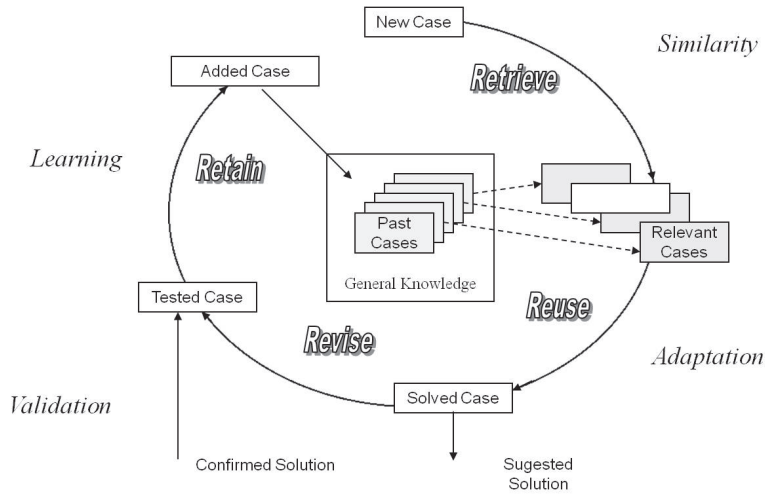 New Case
Similarity
Retrieve
Added Case
Learning
Retain
Past
Cases
General Knowledge
Relevant
Cases
Tested Case
Reuse
Revise
Adaptation
Validation
Solved Case
Confirmed Solution
Sugested
Solution